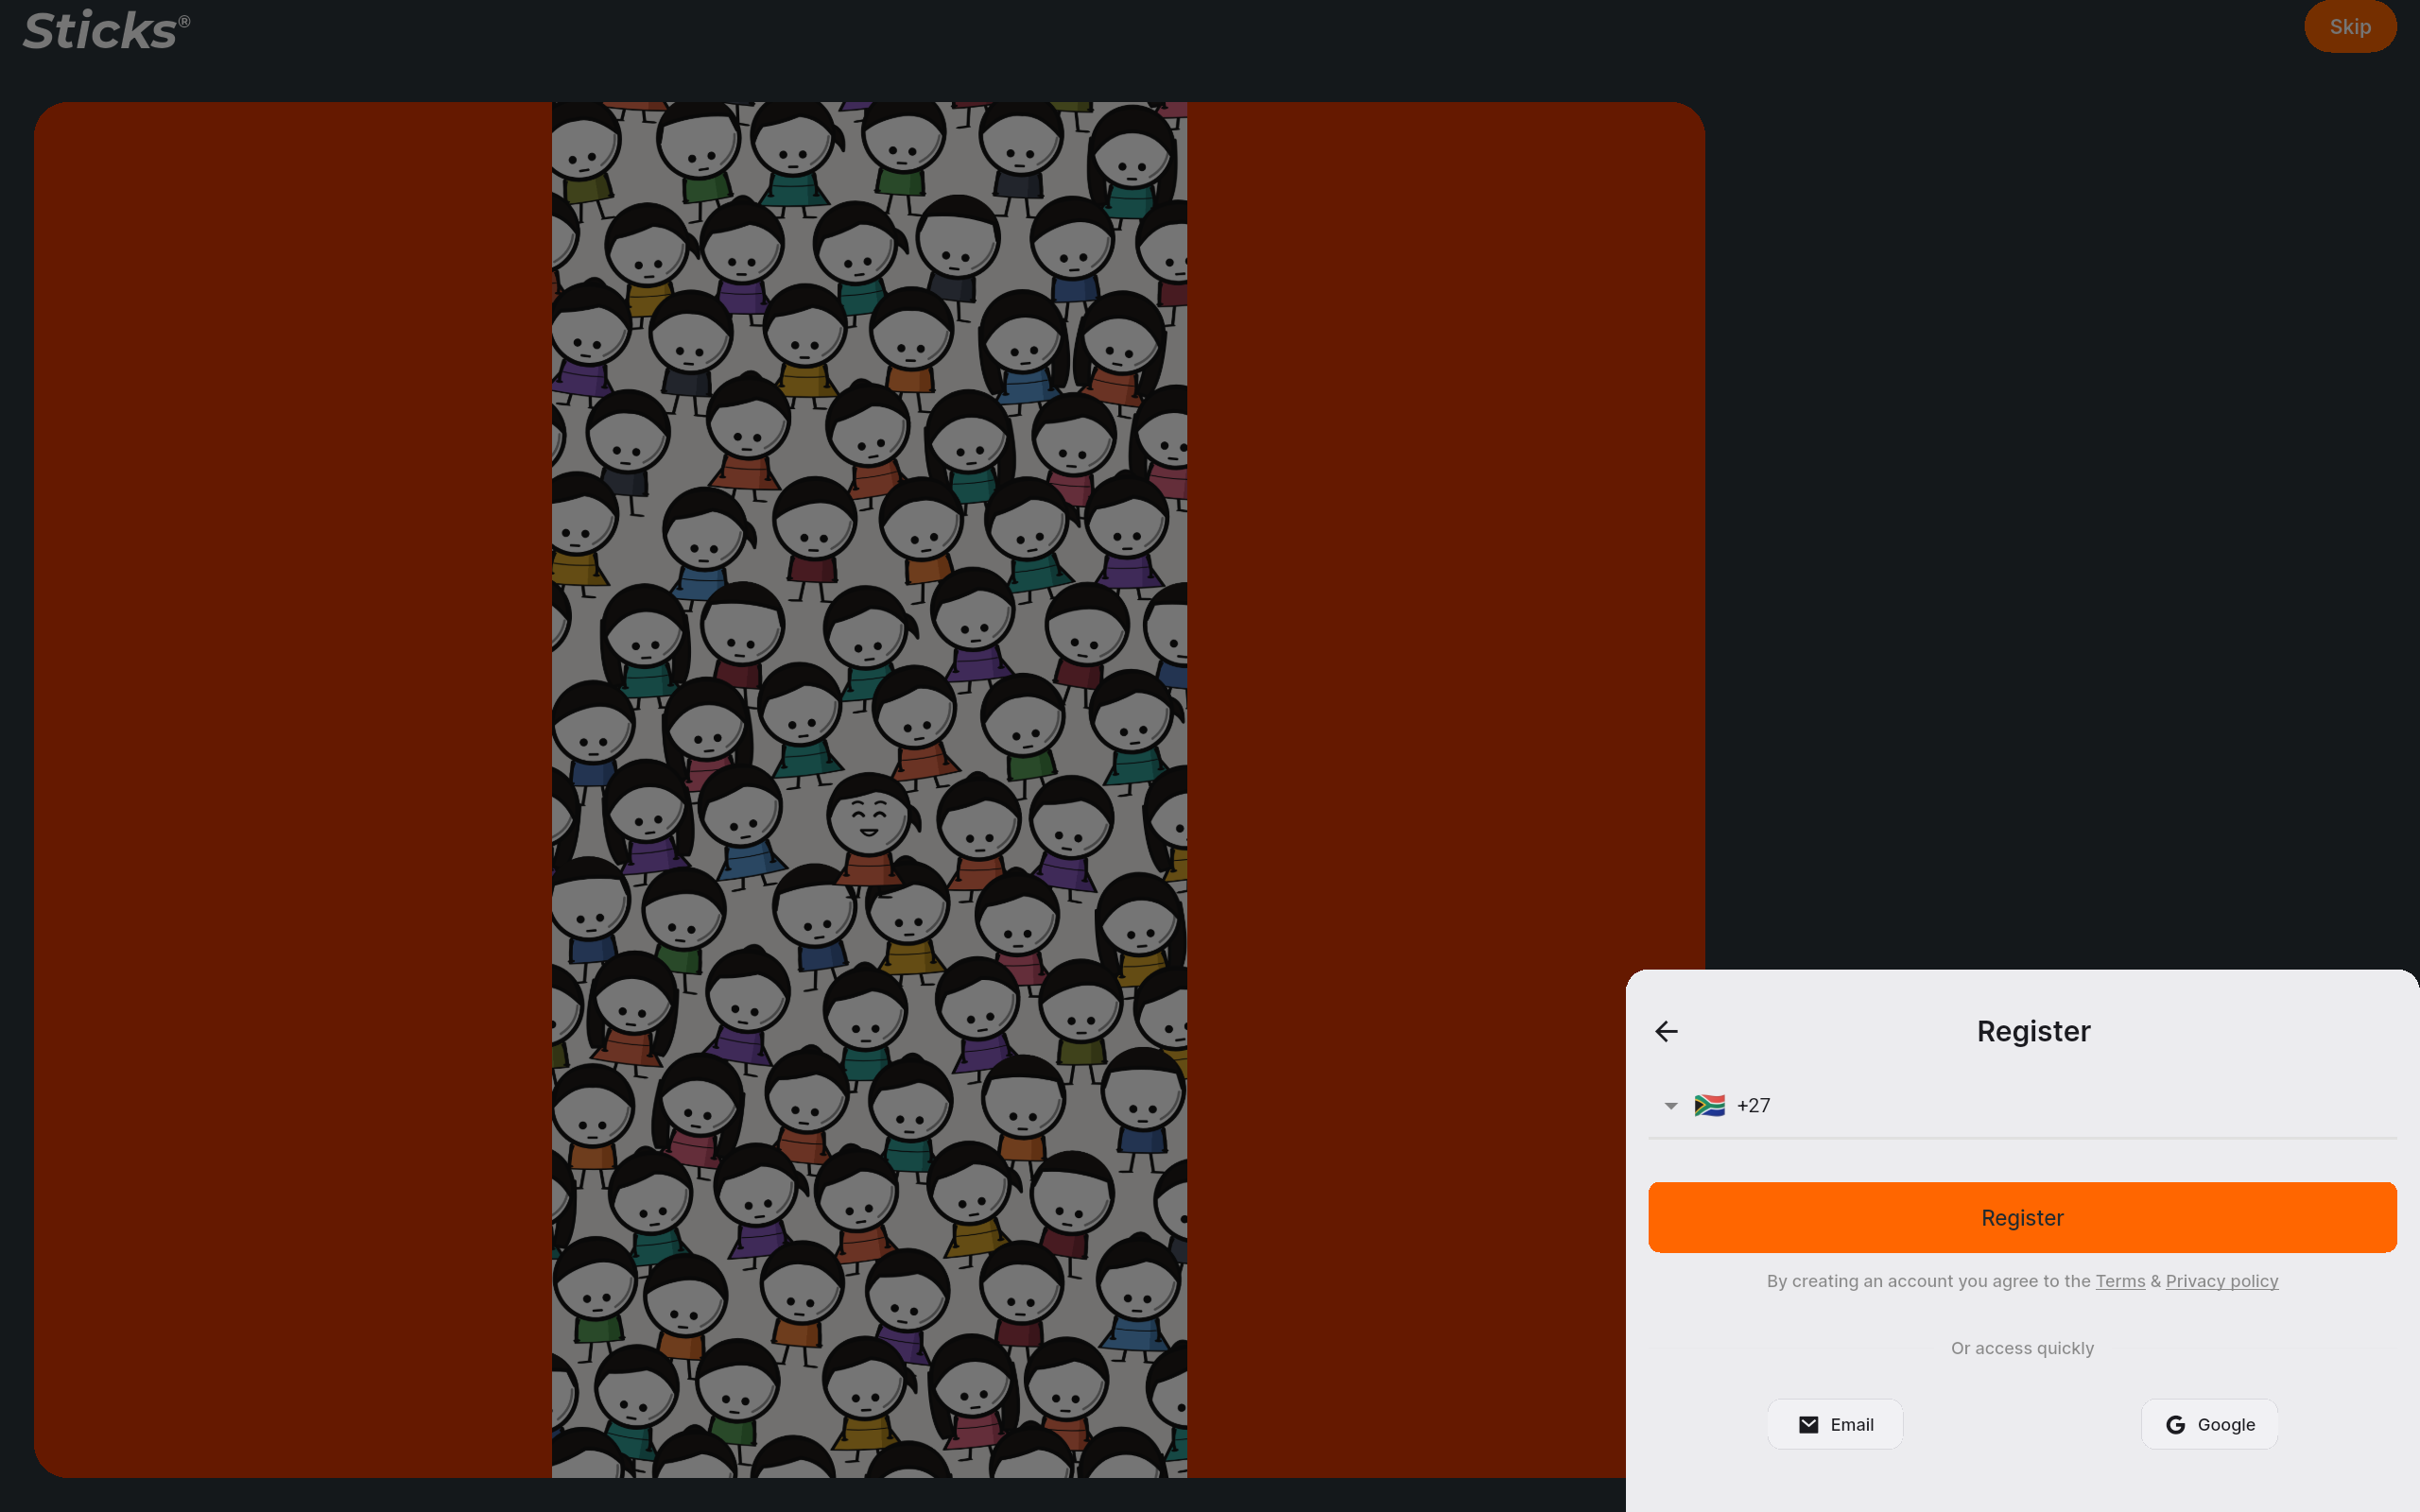 Sticks®
Skip
Register
+27
Register
By creating an account you agree to the Terms & Privacy policy
Or access quickly
Email
Google